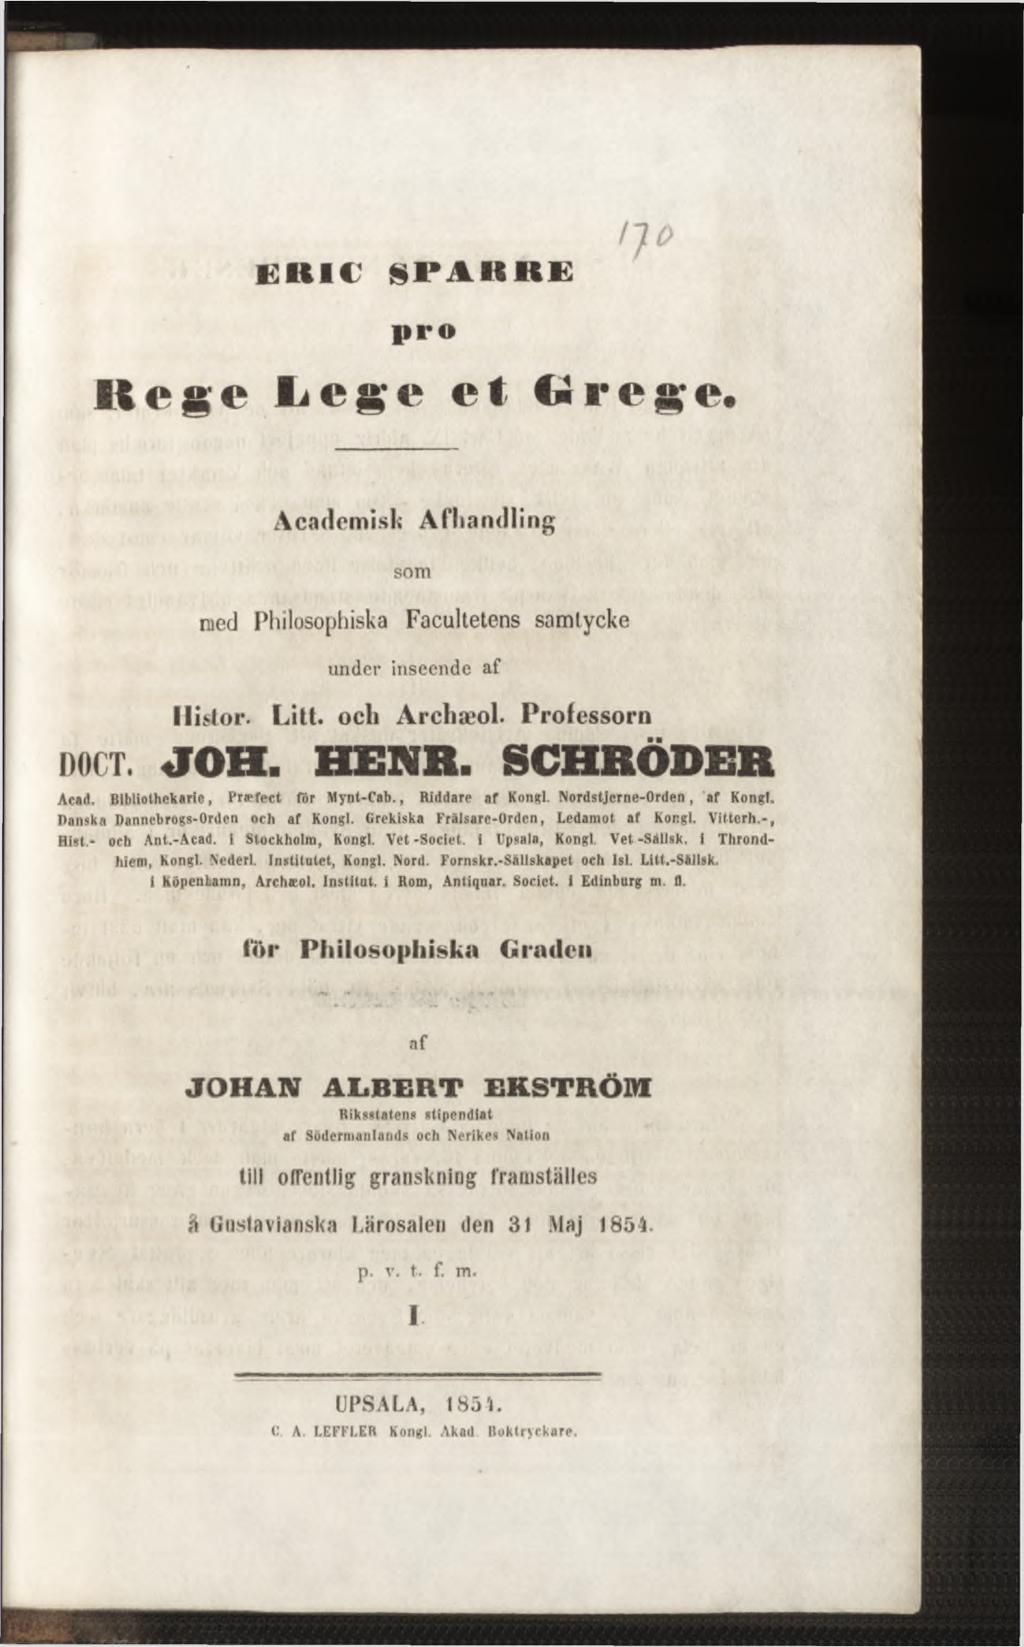 170
ERIC SPARRE
pro
Rege Lege et Grege.
Academisk Afhandling
som
med Philosophiska Facultetens samtycke
under inseende af
Histor. Litt. och Archæol. Professorn
DOCT. JOH. HENR. SCHRÖDER
Acad. Bibliothekarie, Præfect för Mynt-Cab., Riddare af Kongl. Nordstjerne-Orden, af Kongl.
Danska Dannebrogs-Orden och af Kongl. Grekiska Frälsare-Orden, Ledamot af Kongl. Vitterh.-,
Hist.- och Ant.-Acad. i Stockholm, Kongl. Vet-Societ. i Upsala, Kongl. Vet-Sällsk. i Thrond-
hiem, Kongl. Nederl. Institutet, Kongl. Nord. Fornskr.-Sällskapet och Isl. Litt.-Sällsk.
i Köpenhamn, Archæol. Institut. i Rom, Antiquar. Societ. i Edinburg m. fl.
för Philosophiska Graden
af
JOHAN ALBERT EKSTRÖM
Riksstatens stipendiat
af Södermanlands och Nerikes Nation
till offentlig granskning framställes
å Gustavianska Lärosalen den 31 Maj 1854.
p. v. t. f. m.
I.
UPSALA, 1854.
C. A. LEFFLER Kongl. Akad. Boktryckare.